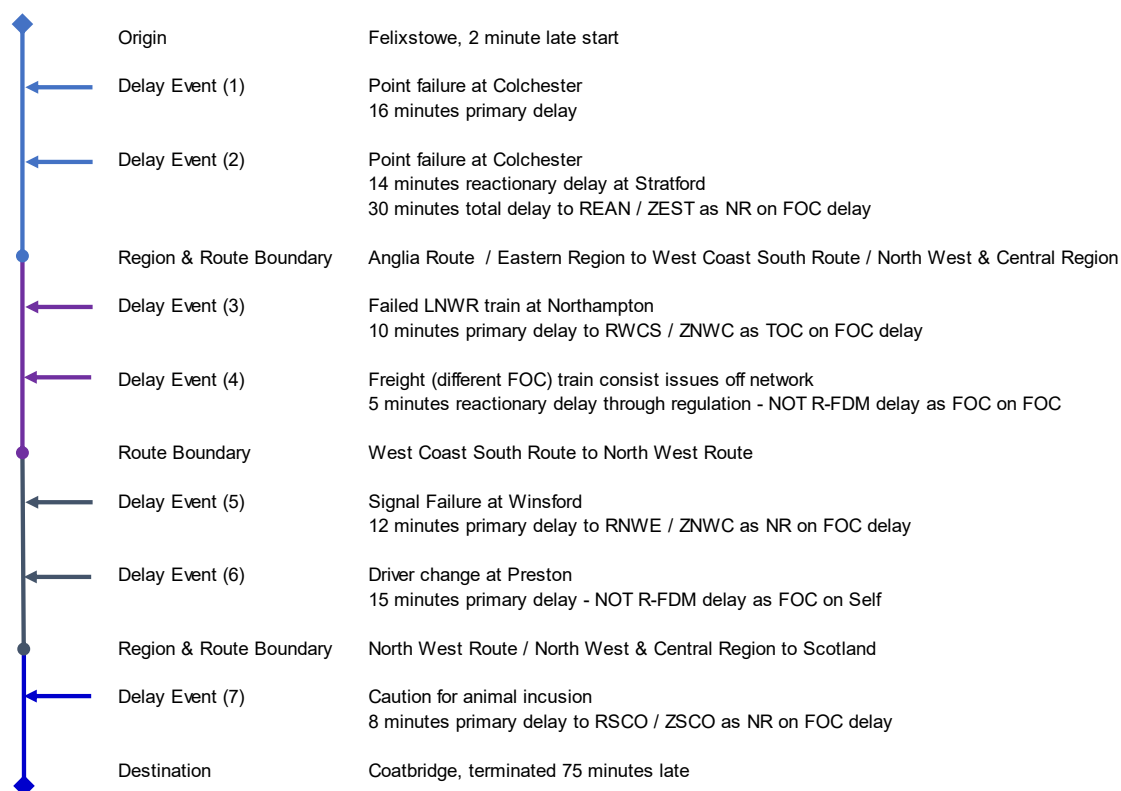 Origin Felixstowe, 2 minute late start
Delay Event (1) Point failure at Colchester
16 minutes primary delay
Delay Event (2) Point failure at Colchester
14 minutes reactionary delay at Stratford
30 minutes total delay to REAN / ZEST as NR on FOC delay
Region & Route Boundary Anglia Route / Eastern Region to West Coast South Route / North West & Central Region
Delay Event (3) Failed LNWR train at Northampton
10 minutes primary delay to RWCS / ZNWC as TOC on FOC delay
Delay Event (4) Freight (different FOC) train consist issues off network
5 minutes reactionary delay through regulation - NOT R-FDM delay as FOC on FOC
Route Boundary West Coast South Route to North West Route
Delay Event (5) Signal Failure at Winsford
12 minutes primary delay to RNWE / ZNWC as NR on FOC delay
Delay Event (6) Driver change at Preston
15 minutes primary delay - NOT R-FDM delay as FOC on Self
Region & Route Boundary North West Route / North West & Central Region to Scotland
Delay Event (7) Caution for animal incusion
8 minutes primary delay to RSCO / ZSCO as NR on FOC delay
Destination Coatbridge, terminated 75 minutes late